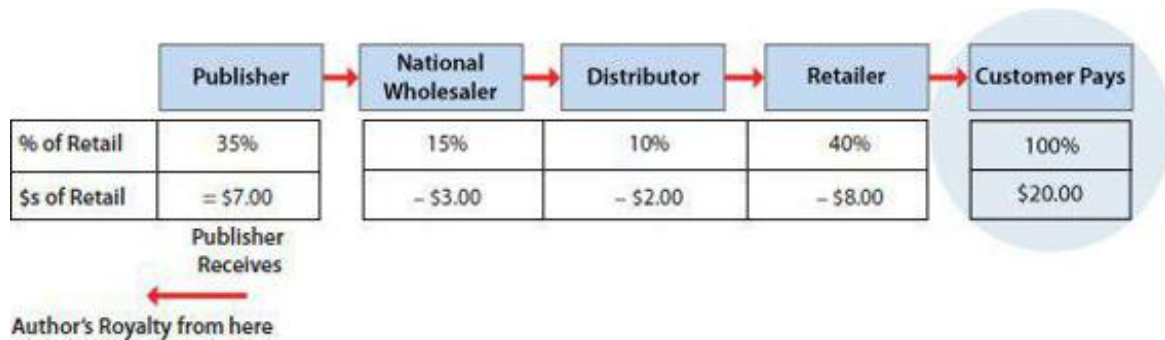 Publisher
National
Wholesaler
Distributor
Retailer
Customer Pays
% of Retail 35% 15% 10% 40% 100%
$s of Retail = $7.00 – $3.00 – $2.00 – $8.00 $20.00
Publisher
Receives
Author's Royalty from here